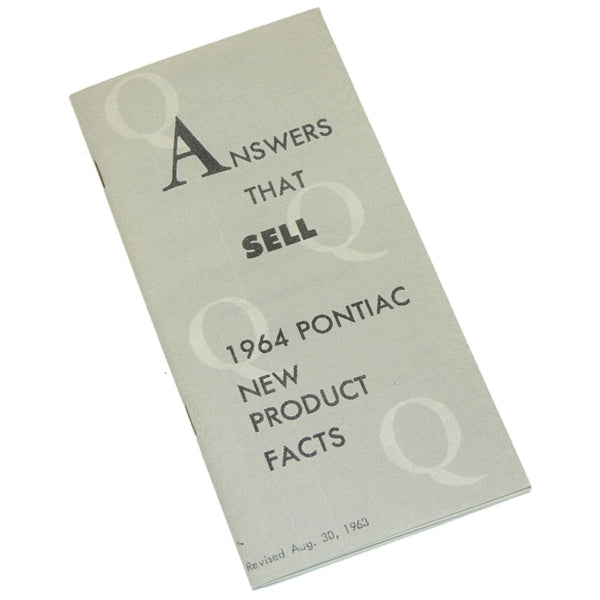 Q
ANSWERS
THAT
Q
SELL
Q
1964 PONTIAC
NEW
PRODUCT
Q
FACTS
Revised Aug. 30, 1963